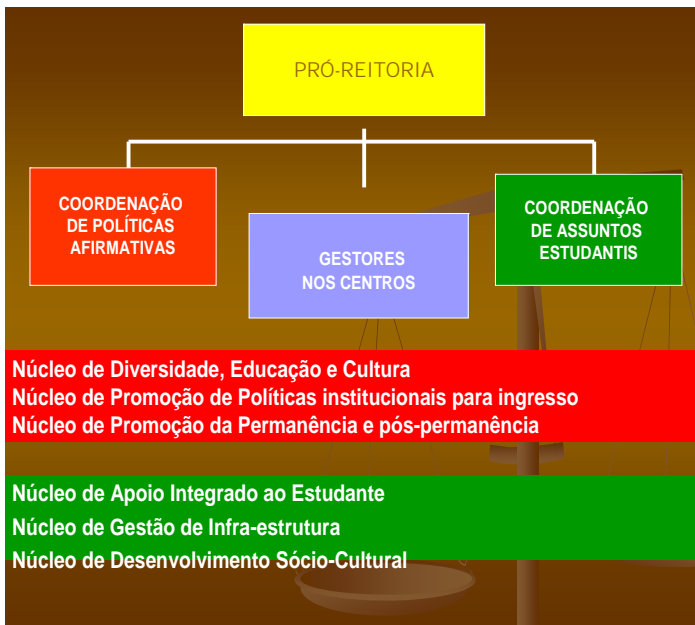 PRÓ-REITORIA
COORDENAÇÃO
DE POLÍTICAS
AFIRMATIVAS
GESTORES
NOS CENTROS
COORDENAÇÃO
DE ASSUNTOS
ESTUDANTIS
Núcleo de Diversidade, Educação e Cultura
Núcleo de Promoção de Políticas institucionais para ingresso
Núcleo de Promoção da Permanência e pós-permanência
Núcleo de Apoio Integrado ao Estudante
Núcleo de Gestão de Infra-estrutura
Núcleo de Desenvolvimento Sócio-Cultural